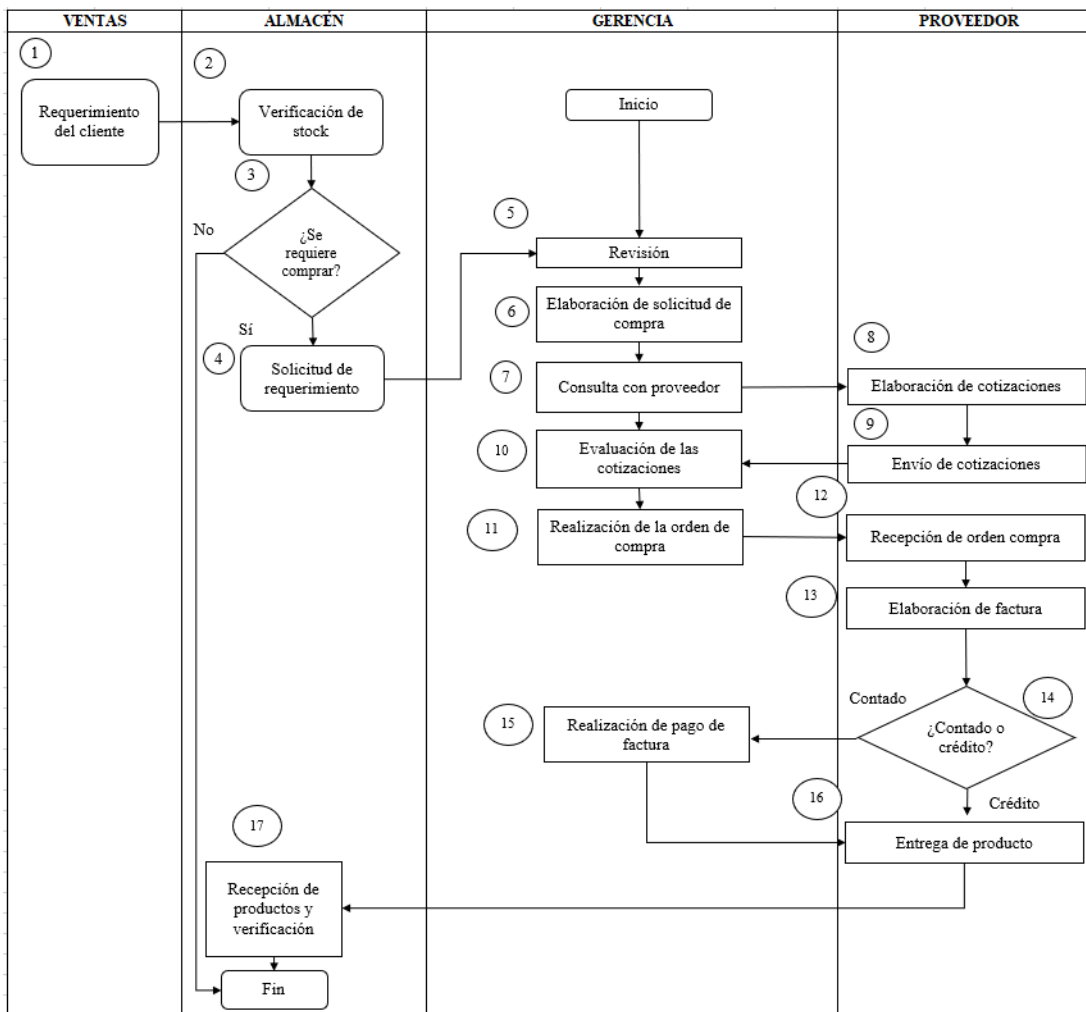 VENTAS
ALMACÉN
GERENCIA
PROVEEDOR
1
Requerimiento
del cliente
2
Verificación de
stock
Inicio
3
¿Se
requiere
comprar?
No
Sí
4
Solicitud de
requerimiento
5
Revisión
6
Elaboración de solicitud de
compra
7
Consulta con proveedor
8
Elaboración de cotizaciones
9
Envío de cotizaciones
10
Evaluación de las
cotizaciones
11
Realización de la orden de
compra
12
Recepción de orden compra
13
Elaboración de factura
14
¿Contado o
crédito?
Contado
Crédito
15
Realización de pago de
factura
16
Entrega de producto
17
Recepción de
productos y
verificación
Fin